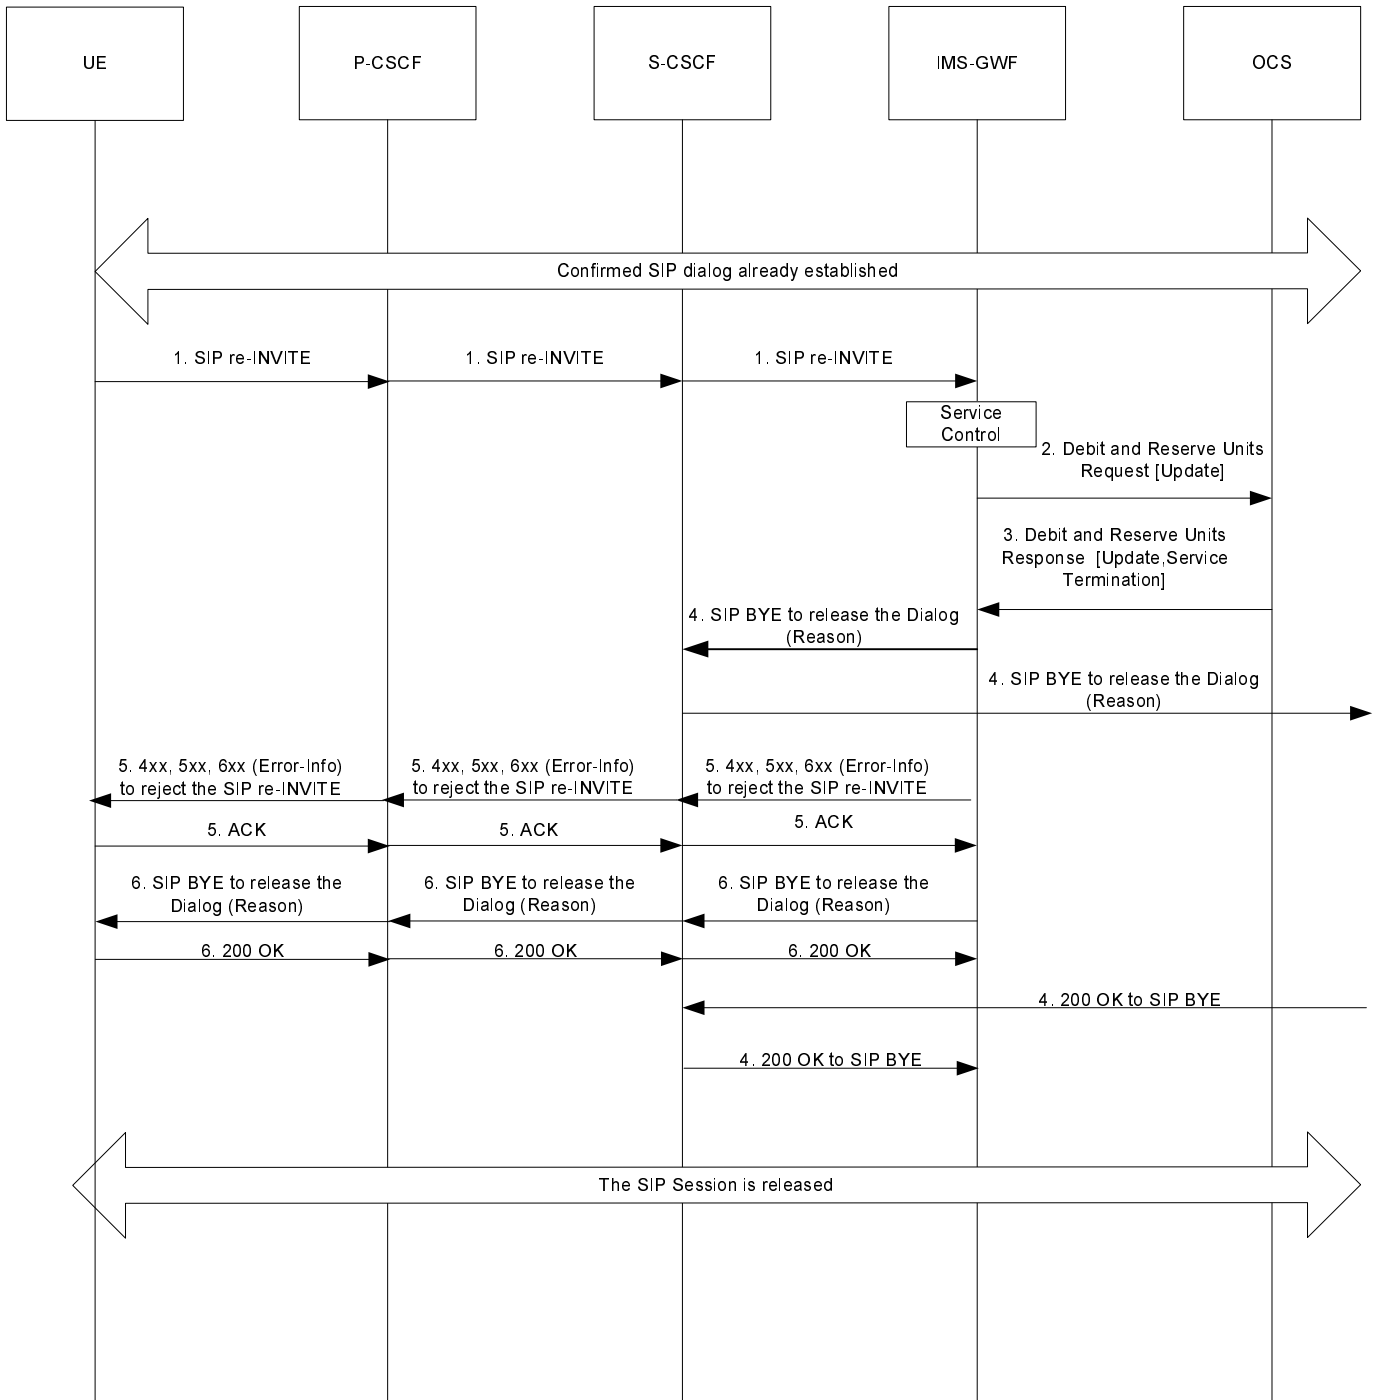 UE
P-CSCF
S-CSCF
IMS-GWF
OCS
Confirmed SIP dialog already established
1. SIP re-INVITE
1. SIP re-INVITE
1. SIP re-INVITE
Service
Control
2. Debit and Reserve Units
Request [Update]
3. Debit and Reserve Units
Response [Update,Service
Termination]
4. SIP BYE to release the Dialog
(Reason)
4. SIP BYE to release the Dialog
(Reason)
5. 4xx, 5xx, 6xx (Error-Info)
to reject the SIP re-INVITE
5. 4xx, 5xx, 6xx (Error-Info)
to reject the SIP re-INVITE
5. 4xx, 5xx, 6xx (Error-Info)
to reject the SIP re-INVITE
5. ACK
5. ACK
5. ACK
6. SIP BYE to release the
Dialog (Reason)
6. SIP BYE to release the
Dialog (Reason)
6. SIP BYE to release the
Dialog (Reason)
6. 200 OK
6. 200 OK
6. 200 OK
4. 200 OK to SIP BYE
4. 200 OK to SIP BYE
The SIP Session is released